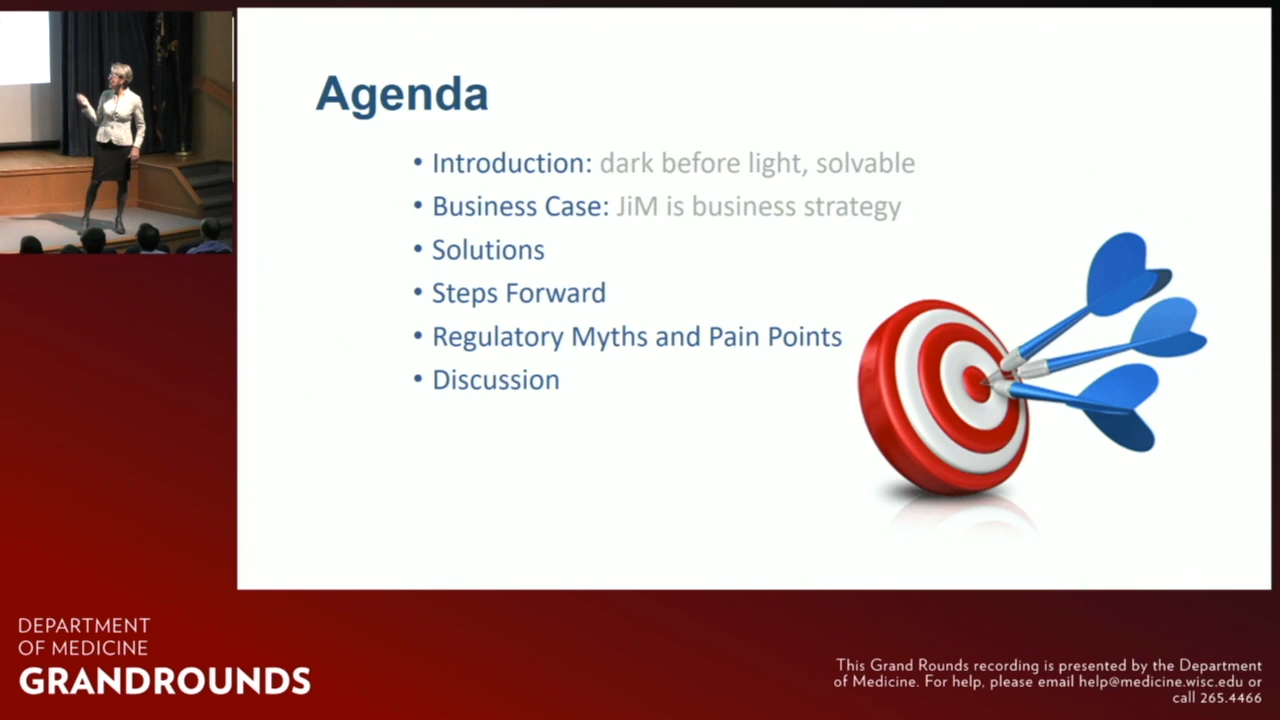 Agenda
• Introduction: dark before light, solvable
• Business Case: JiM is business strategy
• Solutions
• Steps Forward
• Regulatory Myths and Pain Points
• Discussion
DEPARTMENT
OF MEDICINE
GRANDROUNDS
This Grand Rounds recording is presented by the Department
of Medicine. For help, please email help@medicine.wisc.edu or
call 265.4466